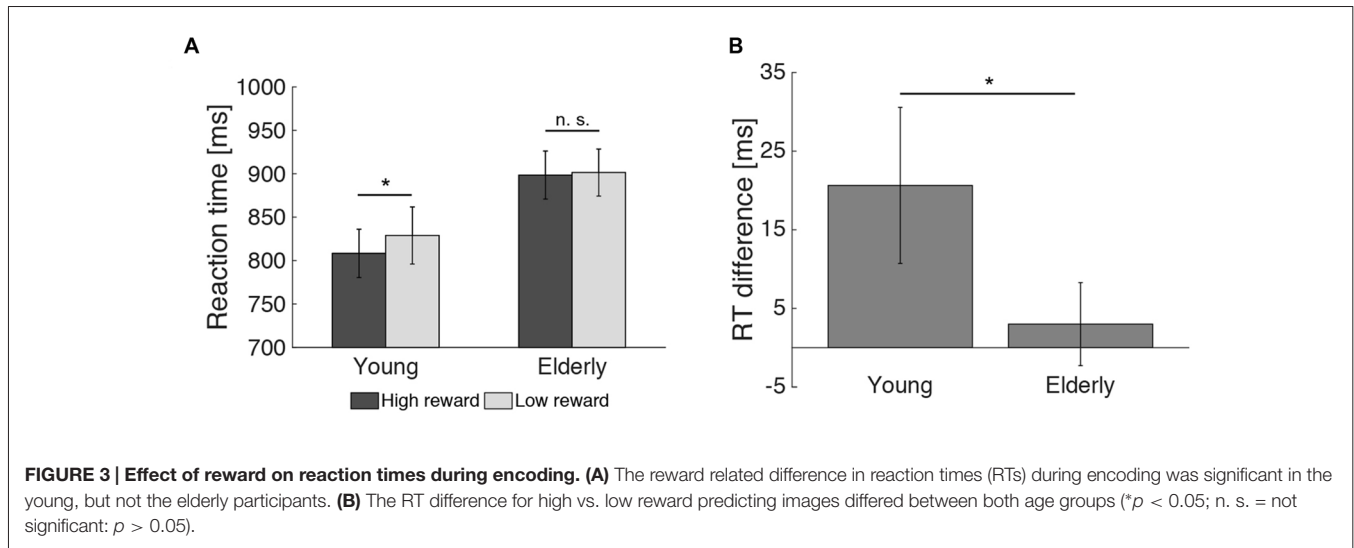 A
Reaction time [ms]
1000
950
900
850
800
750
700
*
n. s.
Young
Elderly
High reward
Low reward
B
RT difference [ms]
35
25
15
5
-5
*
Young
Elderly
FIGURE 3 | Effect of reward on reaction times during encoding. (A) The reward related difference in reaction times (RTs) during encoding was significant in the
young, but not the elderly participants. (B) The RT difference for high vs. low reward predicting images differed between both age groups (*p < 0.05; n. s. = not
significant: p > 0.05).